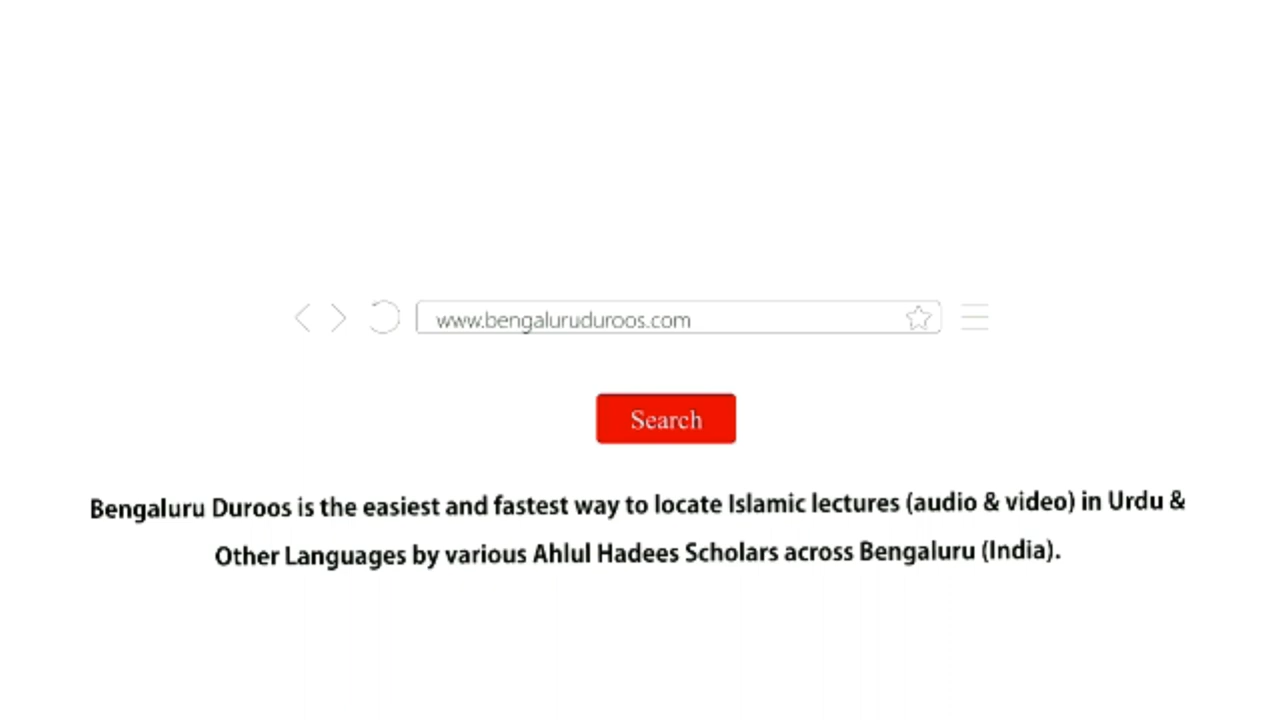 www.bengaluruduroos.com
Search
Bengaluru Duroos is the easiest and fastest way to locate Islamic lectures (audio & video) in Urdu &
Other Languages by various Ahlul Hadees Scholars across Bengaluru (India).